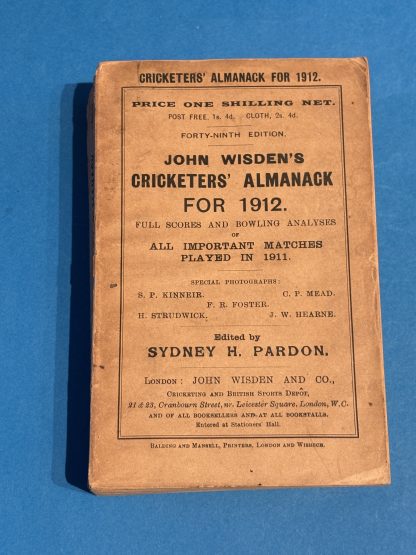 CRICKETERS' ALMANACK FOR 1912.
PRICE ONE SHILLING NET.
POST FREE, 1s. 4d. CLOTH, 2s. 4d.
FORTY-NINTH EDITION.
JOHN WISDEN'S
CRICKETERS' ALMANACK
FOR 1912.
FULL SCORES AND BOWLING ANALYSES
OF
ALL IMPORTANT MATCHES
PLAYED IN 1911.
SPECIAL PHOTOGRAPHS:
S. P. KINNEIR. C. P. MEAD.
F. R. FOSTER.
H. STRUDWICK. J. W. HEARNE.
Edited by
SYDNEY H. PARDON.
LONDON: JOHN WISDEN AND CO.,
CRICKETING AND BRITISH SPORTS DEPÔT,
21 & 23, Cranbourn Street, nr. Leicester Square, London, W.C.
AND OF ALL BOOKSELLERS AND AT ALL BOOKSTALLS.
Entered at Stationers' Hall.
BALDING AND MANSELL, PRINTERS, LONDON AND WISBECH.